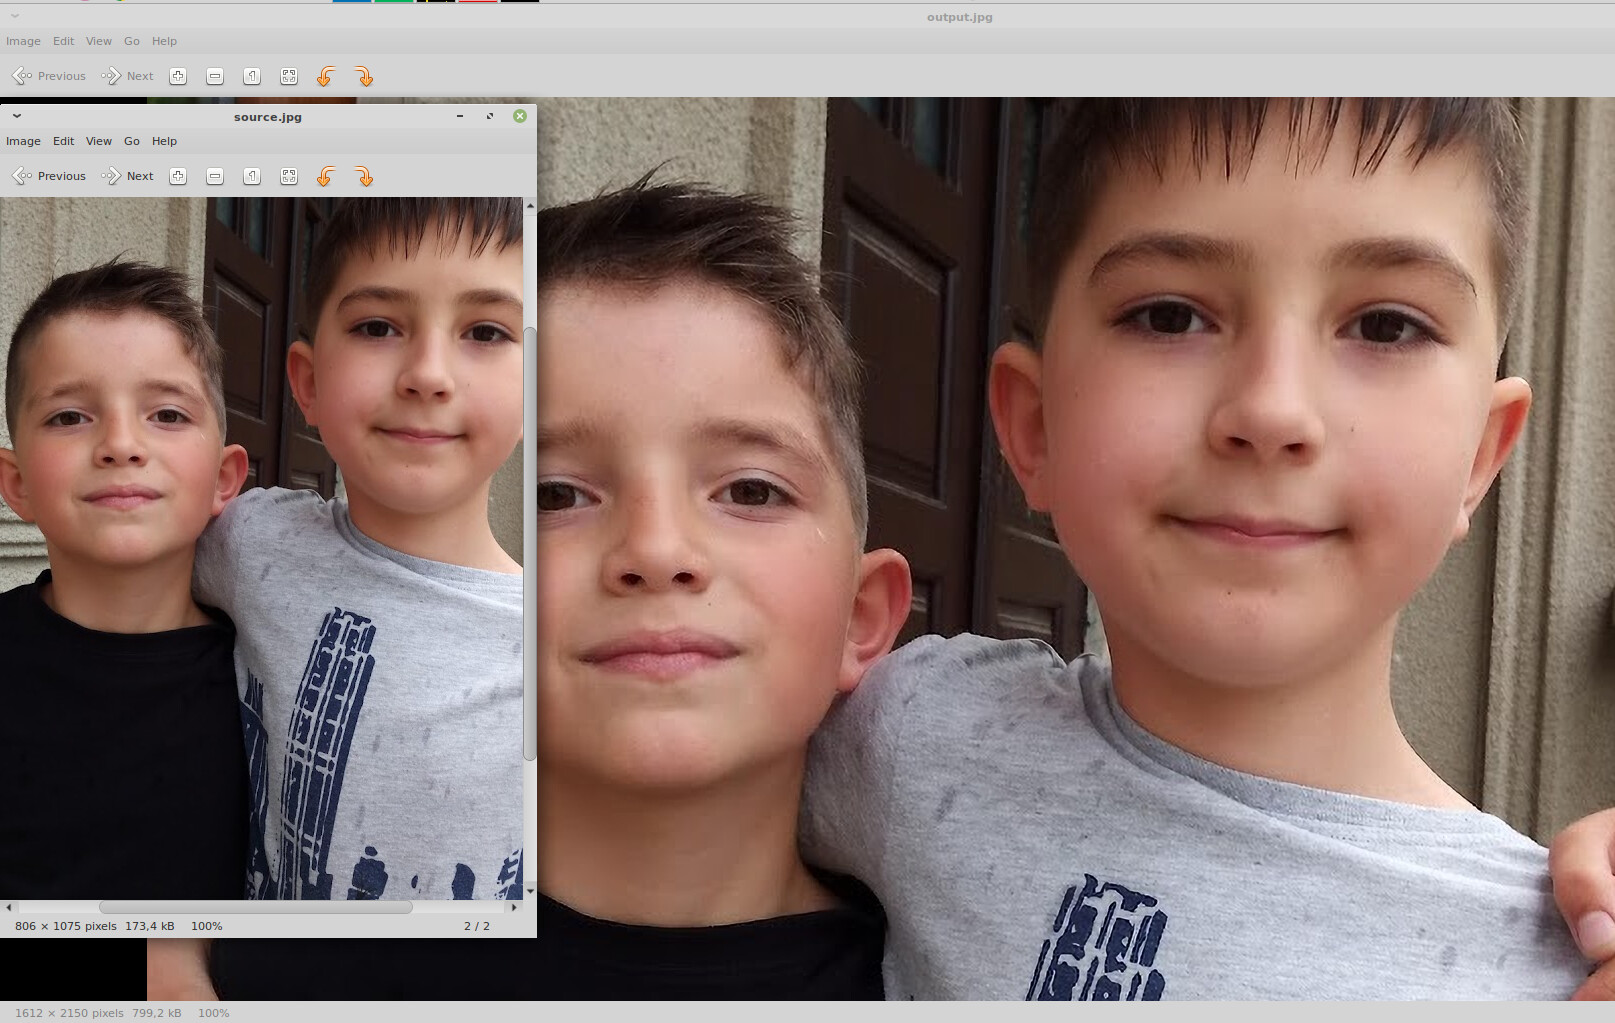 output.jpg
Image Edit View Go Help
Previous Next
source.jpg
Image Edit View Go Help
Previous Next
806 × 1075 pixels 173,4 kB 100% 2 / 2
1612 × 2150 pixels 799,2 kB 100%